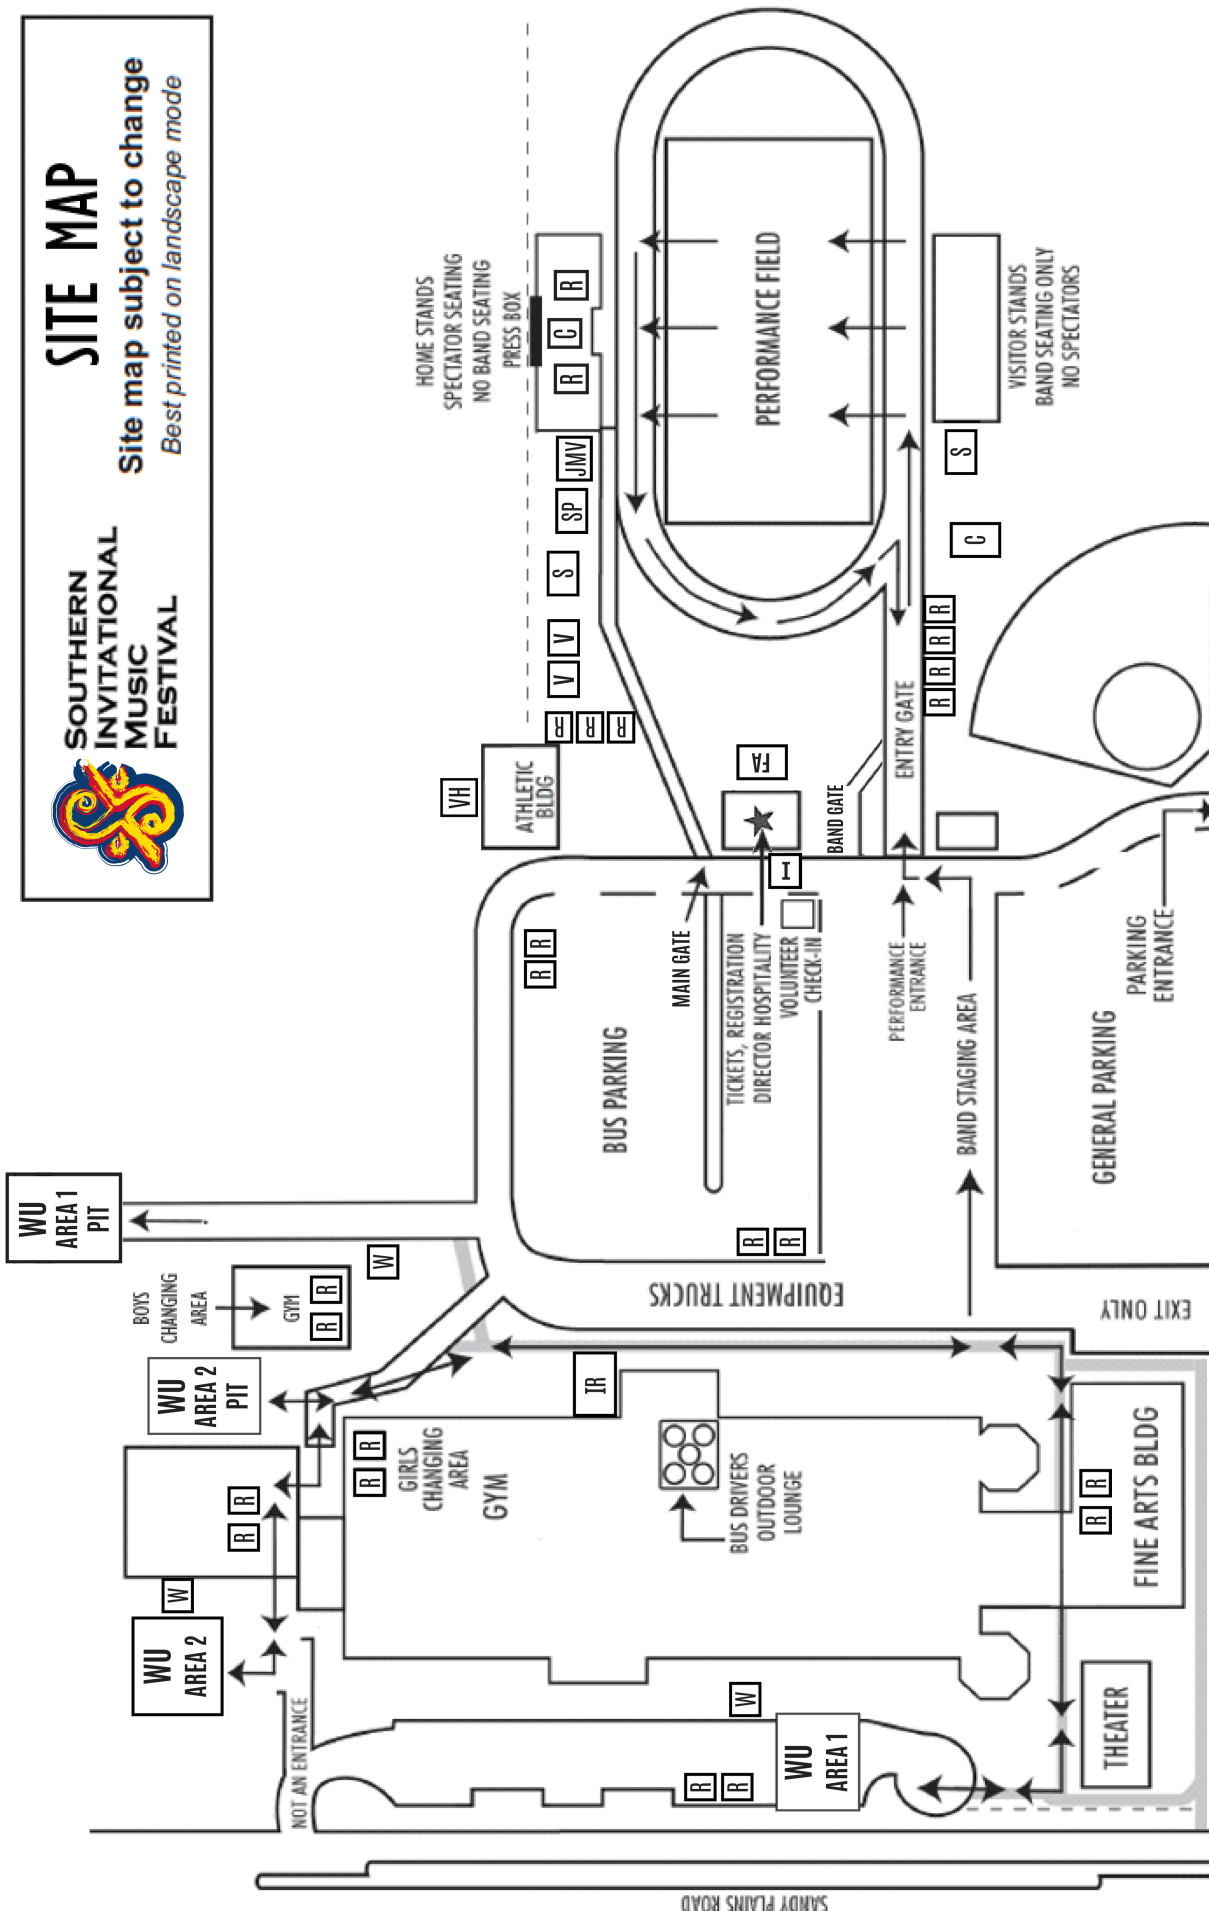 SOUTHERN
INVITATIONAL
MUSIC
FESTIVAL
SITE MAP
Site map subject to change
Best printed on landscape mode
HOME STANDS
SPECTATOR SEATING
NO BAND SEATING
PRESS BOX
R
C
R
JMV
SP
S
V
V
R
R
R
VH
ATHLETIC
BLDG
PERFORMANCE FIELD
VISITOR STANDS
BAND SEATING ONLY
NO SPECTATORS
S
C
R
R
R
R
ENTRY GATE
FA
BAND GATE
I
MAIN GATE
TICKETS, REGISTRATION
DIRECTOR HOSPITALITY
VOLUNTEER
CHECK-IN
PERFORMANCE
ENTRANCE
PARKING
ENTRANCE
R
R
BUS PARKING
BAND STAGING AREA
GENERAL PARKING
R
R
EQUIPMENT TRUCKS
EXIT ONLY
WU
AREA 1
PIT
W
BOYS
CHANGING
AREA
GYM
R
R
WU
AREA 2
PIT
IR
R
R
GIRLS
CHANGING
AREA
GYM
BUS DRIVERS
OUTDOOR
LOUNGE
R
R
R
R
FINE ARTS BLDG
W
WU
AREA 2
NOT AN ENTRANCE
W
R
R
WU
AREA 1
THEATER
SANDY PLAINS ROAD